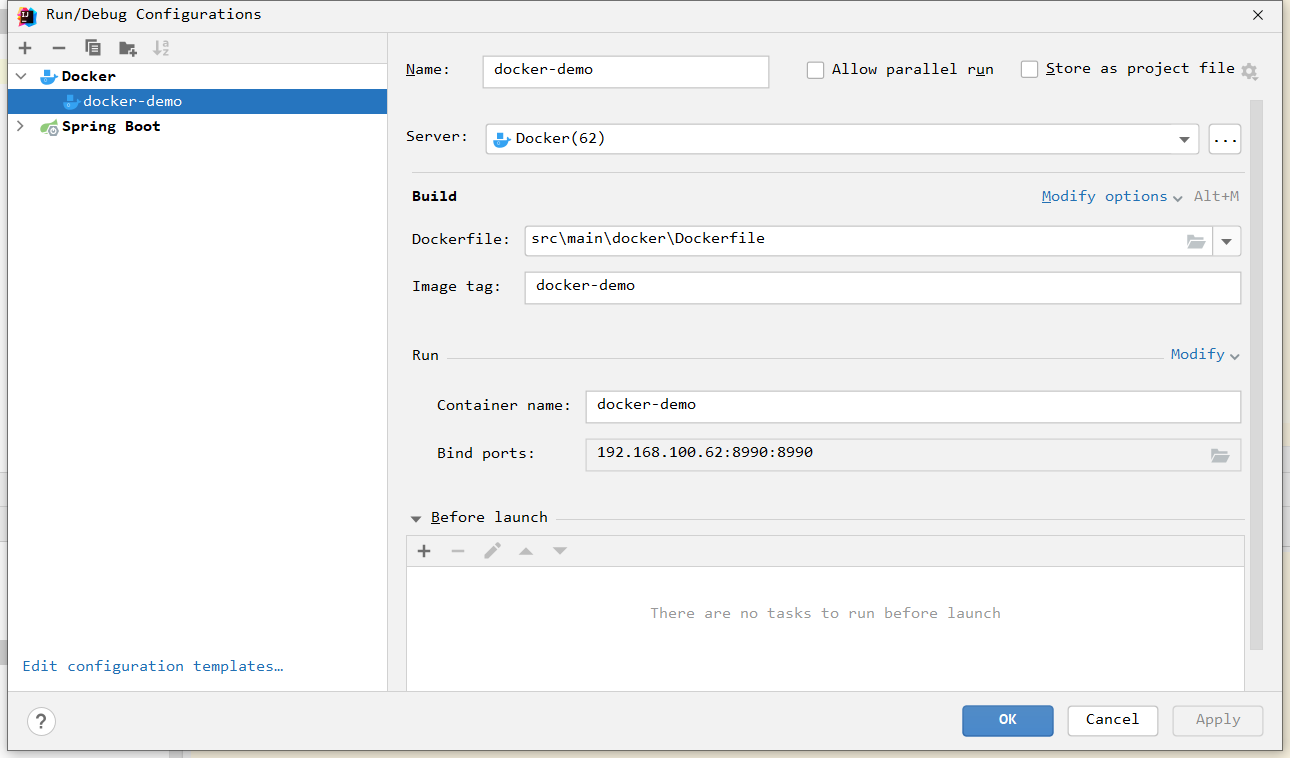 Run/Debug Configurations
Docker
docker-demo
Spring Boot
Edit configuration templates…
Name: docker-demo Allow parallel run Store as project file
Server: Docker(62) ...
Build Modify options Alt+M
Dockerfile: src\main\docker\Dockerfile
Image tag: docker-demo
Run Modify
Container name: docker-demo
Bind ports: 192.168.100.62:8990:8990
Before launch
There are no tasks to run before launch
? OK Cancel Apply